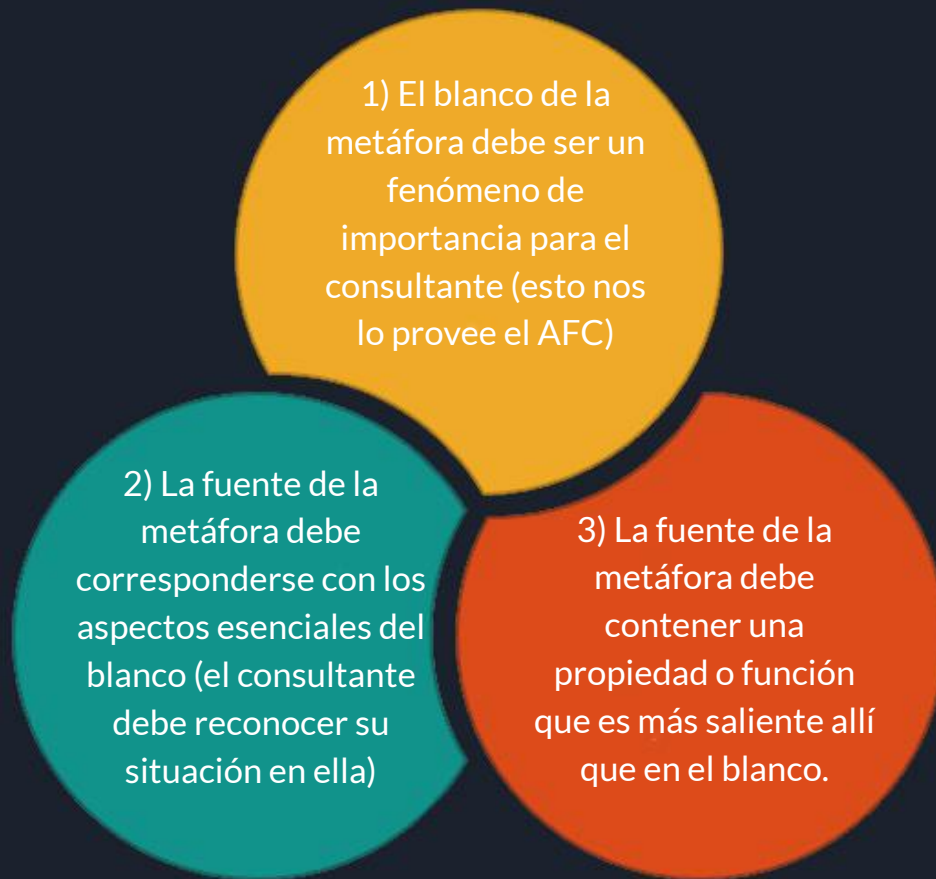 1) El blanco de la
metáfora debe ser un
fenómeno de
importancia para el
consultante (esto nos
lo provee el AFC)
2) La fuente de la
metáfora debe
corresponderse con los
aspectos esenciales del
blanco (el consultante
debe reconocer su
situación en ella)
3) La fuente de la
metáfora debe
contener una
propiedad o función
que es más saliente allí
que en el blanco.